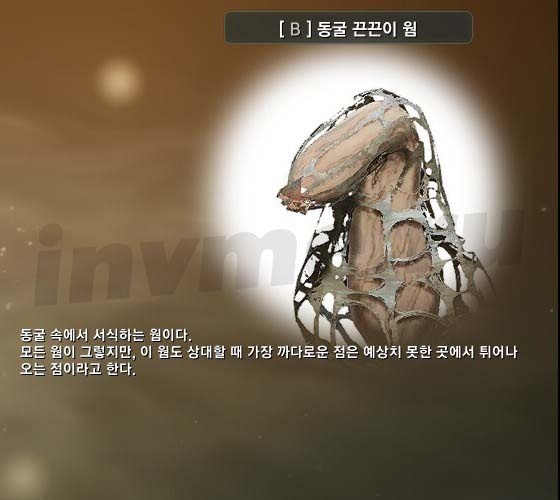 [ B ] 동굴 끈끈이 웜
동굴 속에서 서식하는 웜이다.
모든 웜이 그렇지만, 이 웜도 상대할 때 가장 까다로운 점은 예상치 못한 곳에서 튀어나
오는 점이라고 한다.